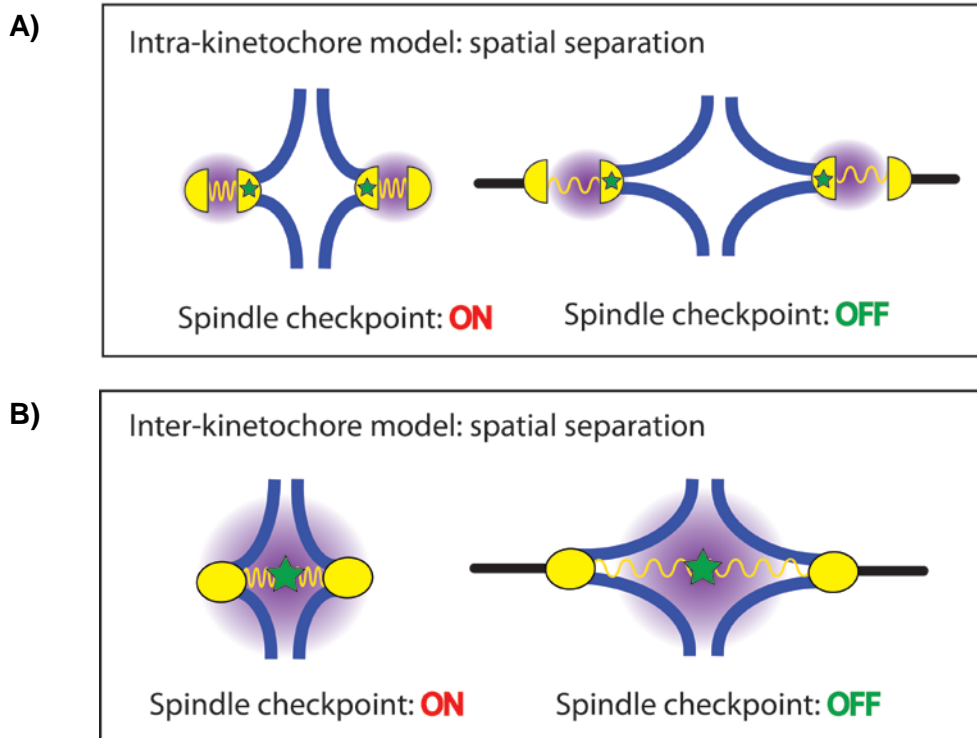 A)
Intra-kinetochore model: spatial separation
Spindle checkpoint: ON
Spindle checkpoint: OFF
B)
Inter-kinetochore model: spatial separation
Spindle checkpoint: ON
Spindle checkpoint: OFF